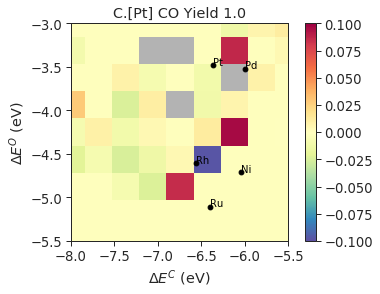 C.[Pt] CO Yield 1.0
−3.0
−3.5
−4.0
−4.5
−5.0
−5.5
ΔE^O (eV)
−8.0 −7.5 −7.0 −6.5 −6.0 −5.5
ΔE^C (eV)
Pt
Pd
Rh
Ni
Ru
0.100
0.075
0.050
0.025
0.000
−0.025
−0.050
−0.075
−0.100